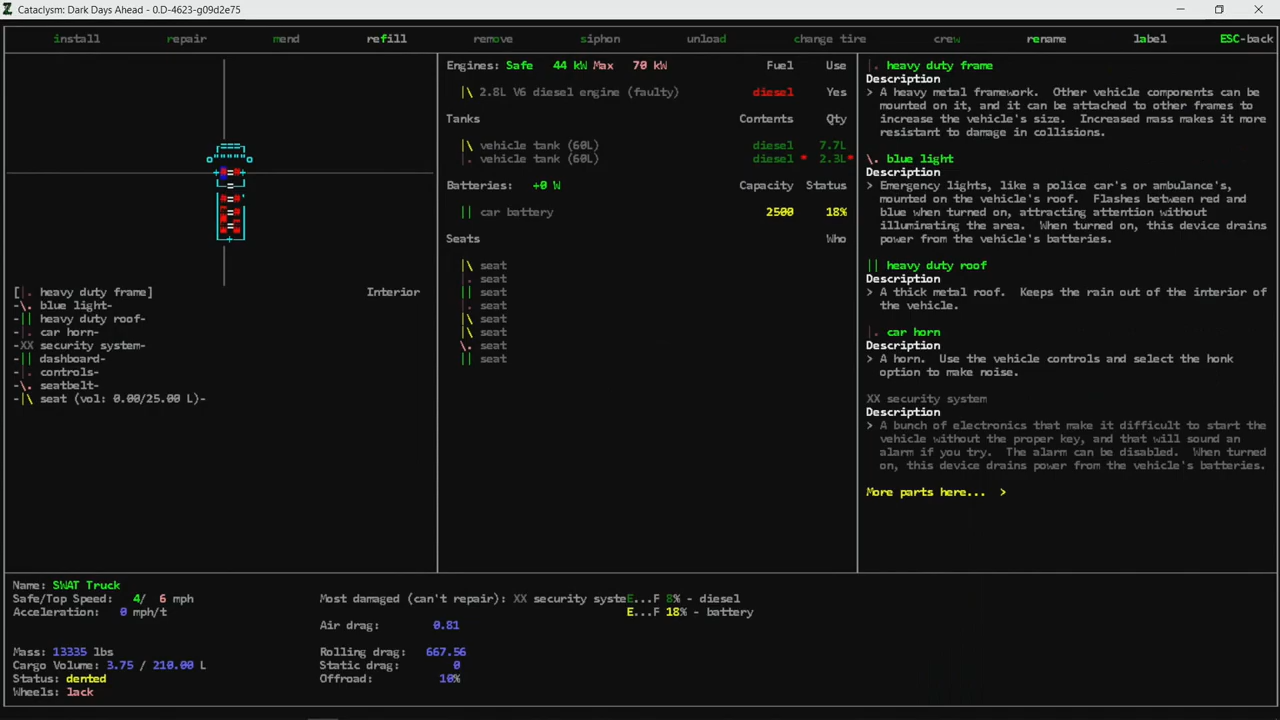 Cataclysm: Dark Days Ahead - 0.D-4623-g09d2e75
install repair mend refill remove siphon unload change tire crew rename label ESC-back
[|. heavy duty frame] Interior
-\. blue light-
-|| heavy duty roof-
-|. car horn-
-XX security system-
-|| dashboard-
-|. controls-
-\. seatbelt-
-|\ seat (vol: 0.00/25.00 L)-
Engines: Safe 44 kW Max 70 kW Fuel Use
|\ 2.8L V6 diesel engine (faulty) diesel Yes
Tanks Contents Qty
|\ vehicle tank (60L) diesel 7.7L
|. vehicle tank (60L) diesel * 2.3L*
Batteries: +0 W Capacity Status
|| car battery 2500 18%
Seats Who
|\ seat
|. seat
|| seat
|. seat
|\ seat
|\ seat
\. seat
|| seat
|. heavy duty frame
Description
> A heavy metal framework. Other vehicle components can be
mounted on it, and it can be attached to other frames to
increase the vehicle's size. Increased mass makes it more
resistant to damage in collisions.
\. blue light
Description
> Emergency lights, like a police car's or ambulance's,
mounted on the vehicle's roof. Flashes between red and
blue when turned on, attracting attention without
illuminating the area. When turned on, this device drains
power from the vehicle's batteries.
|| heavy duty roof
Description
> A thick metal roof. Keeps the rain out of the interior of
the vehicle.
|. car horn
Description
> A horn. Use the vehicle controls and select the honk
option to make noise.
XX security system
Description
> A bunch of electronics that make it difficult to start the
vehicle without the proper key, and that will sound an
alarm if you try. The alarm can be disabled. When turned
on, this device drains power from the vehicle's batteries.
More parts here... >
Name: SWAT Truck
Safe/Top Speed: 4/ 6 mph
Acceleration: 0 mph/t
Mass: 13335 lbs
Cargo Volume: 3.75 / 210.00 L
Status: dented
Wheels: lack
Most damaged (can't repair): XX security systeE...F 8% - diesel
E...F 18% - battery
Air drag: 0.81
Rolling drag: 667.56
Static drag: 0
Offroad: 10%